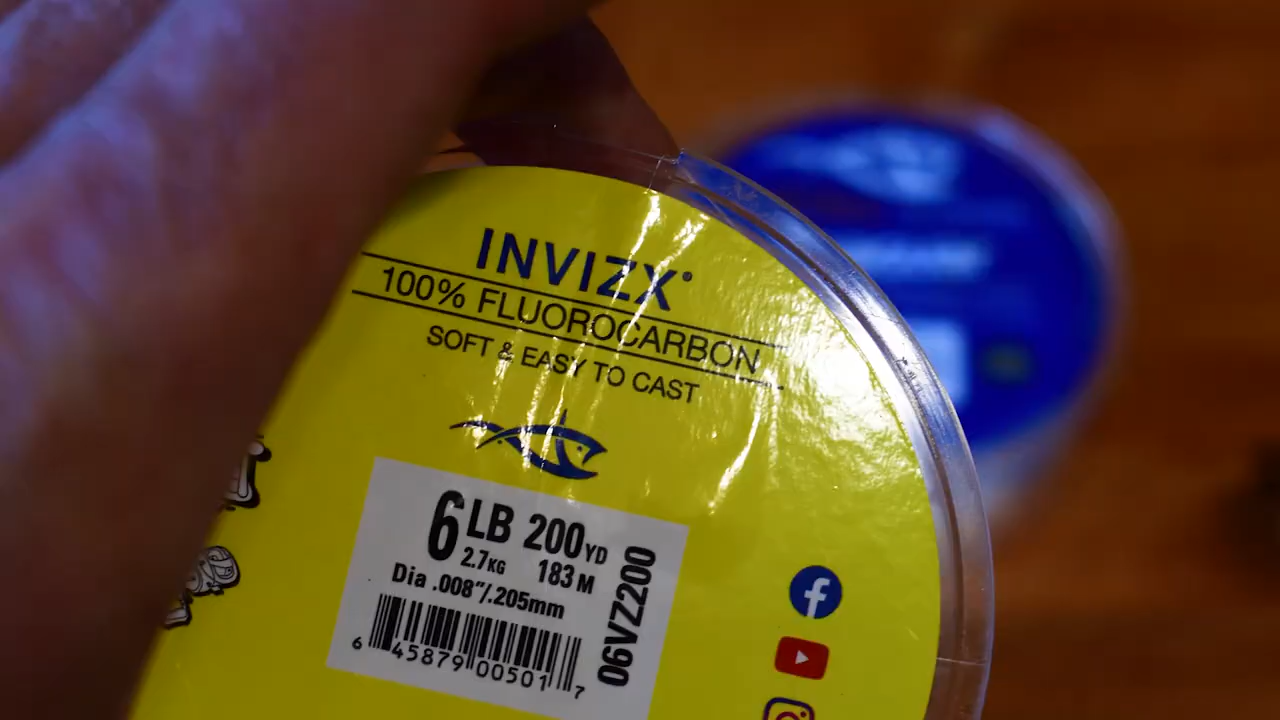 INVIZX®
100% FLUOROCARBON
SOFT & EASY TO CAST
6 LB 200 YD
2.7 KG 183 M
Dia .008"/.205mm
06VZ200
6 45879 00501 7